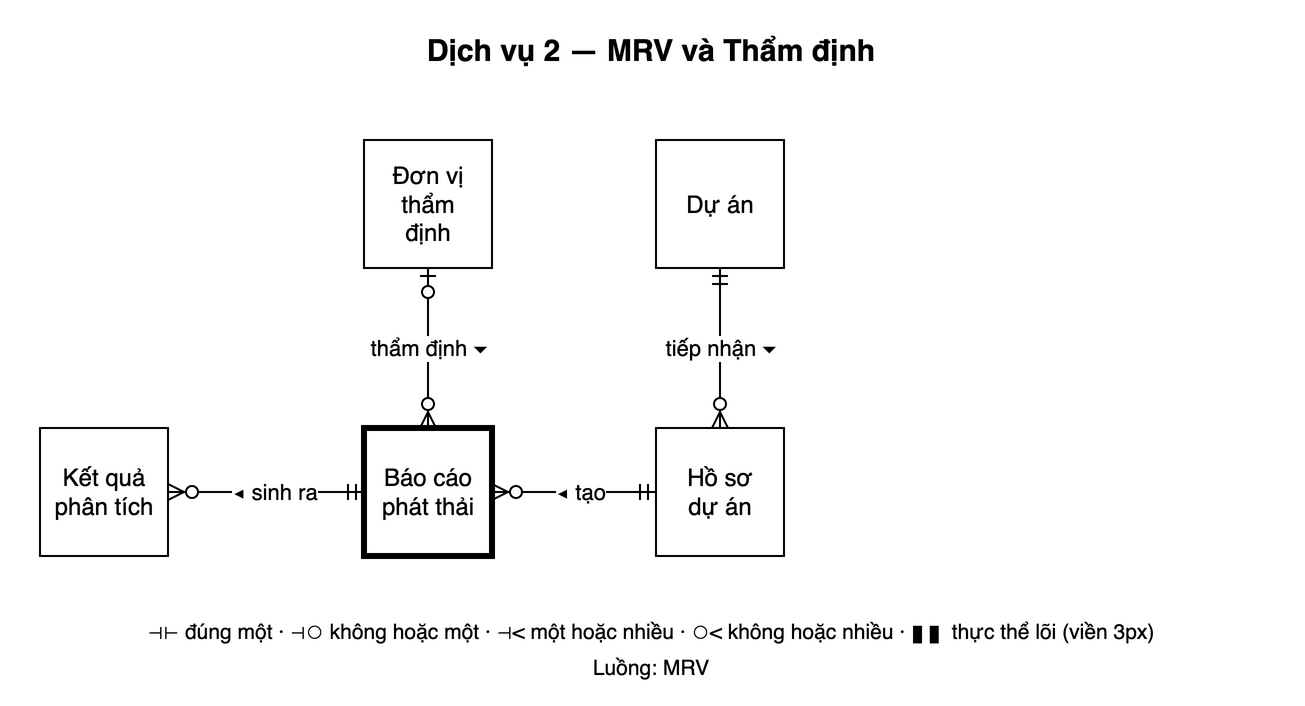 Dịch vụ 2 — MRV và Thẩm định
Đơn vị
thẩm
định
Dự án
thẩm định
tiếp nhận
Kết quả
phân tích
sinh ra
Báo cáo
phát thải
tạo
Hồ sơ
dự án
⊣⊢ đúng một · ⊣○ không hoặc một · ⊣< một hoặc nhiều · ○< không hoặc nhiều · ▮▮ thực thể lõi (viền 3px)
Luồng: MRV